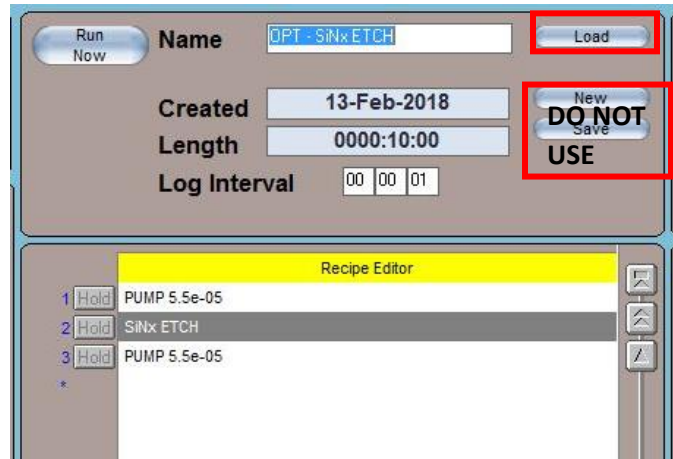 Run Now
Name
OPT - SiNx ETCH
Load
Created
13-Feb-2018
New
DO NOT USE
Save
Length
0000:10:00
Log Interval
00 00 01
Recipe Editor
1 Hold PUMP 5.5e-05
2 Hold SiNx ETCH
3 Hold PUMP 5.5e-05
*